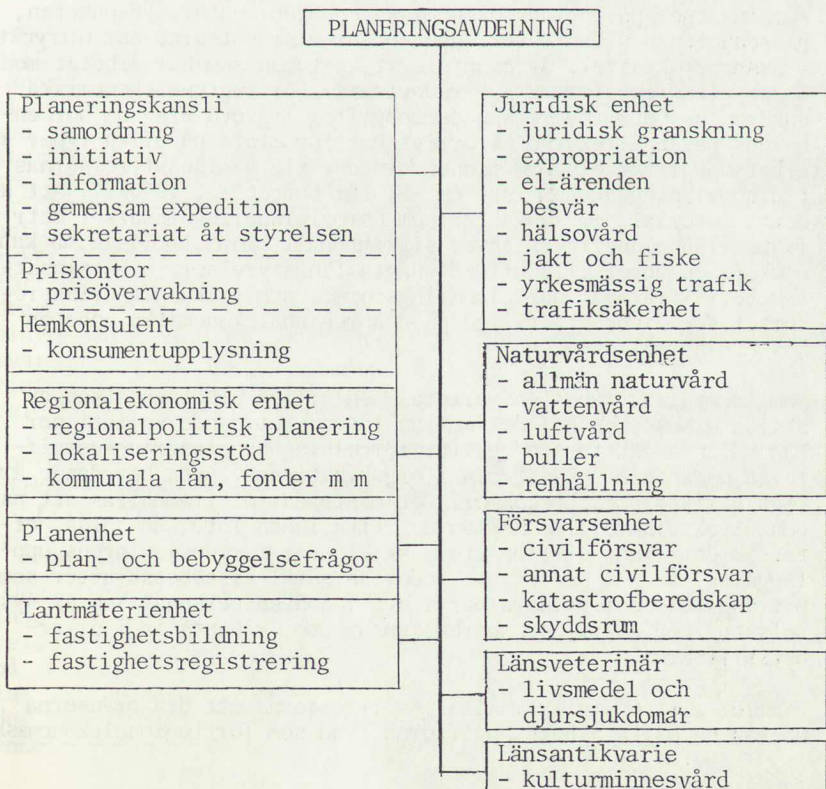 PLANERINGSAVDELNING
Planeringskansli
- samordning
- initiativ
- information
- gemensam expedition
- sekretariat åt styrelsen
Priskontor
- prisövervakning
Hemkonsulent
- konsumentupplysning
Regionalekonomisk enhet
- regionalpolitisk planering
- lokaliseringsstöd
- kommunala lån, fonder m m
Planenhet
- plan- och bebyggelsefrågor
Lantmäterienhet
- fastighetsbildning
- fastighetsregistrering
Juridisk enhet
- juridisk granskning
- expropriation
- el-ärenden
- besvär
- hälsovård
- jakt och fiske
- yrkesmässig trafik
- trafiksäkerhet
Naturvårdsenhet
- allmän naturvård
- vattenvård
- luftvård
- buller
- renhållning
Försvarsenhet
- civilförsvar
- annat civilförsvar
- katastrofberedskap
- skyddsrum
Länsveterinär
- livsmedel och
djursjukdomar
Länsantikvarie
- kulturminnesvård